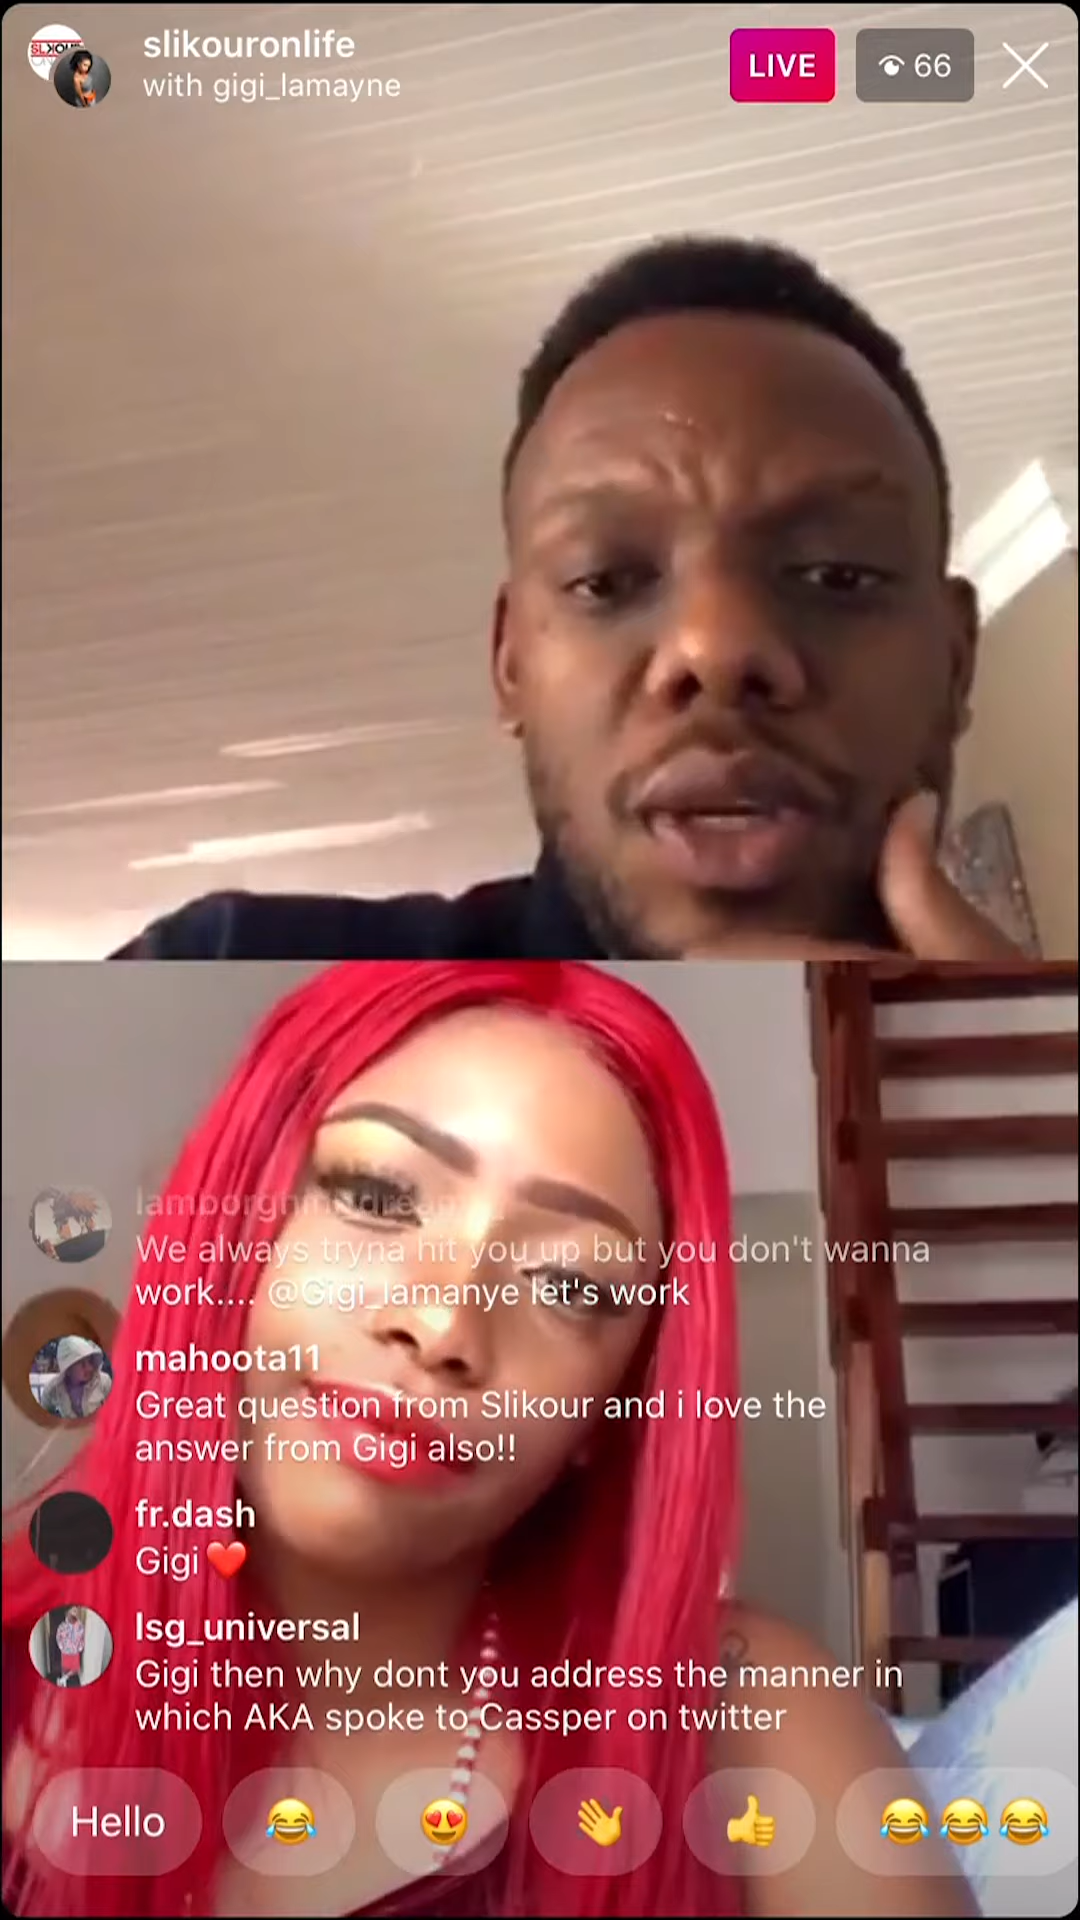 slikouronlife
with gigi_lamayne
LIVE
66
We always tryna hit you up but you don't wanna
work.... @Gigi_lamanye let's work
mahoota11
Great question from Slikour and i love the
answer from Gigi also!!
fr.dash
Gigi❤️
lsg_universal
Gigi then why dont you address the manner in
which AKA spoke to Cassper on twitter
Hello 😂 😍 👋 👍 😂😂😂